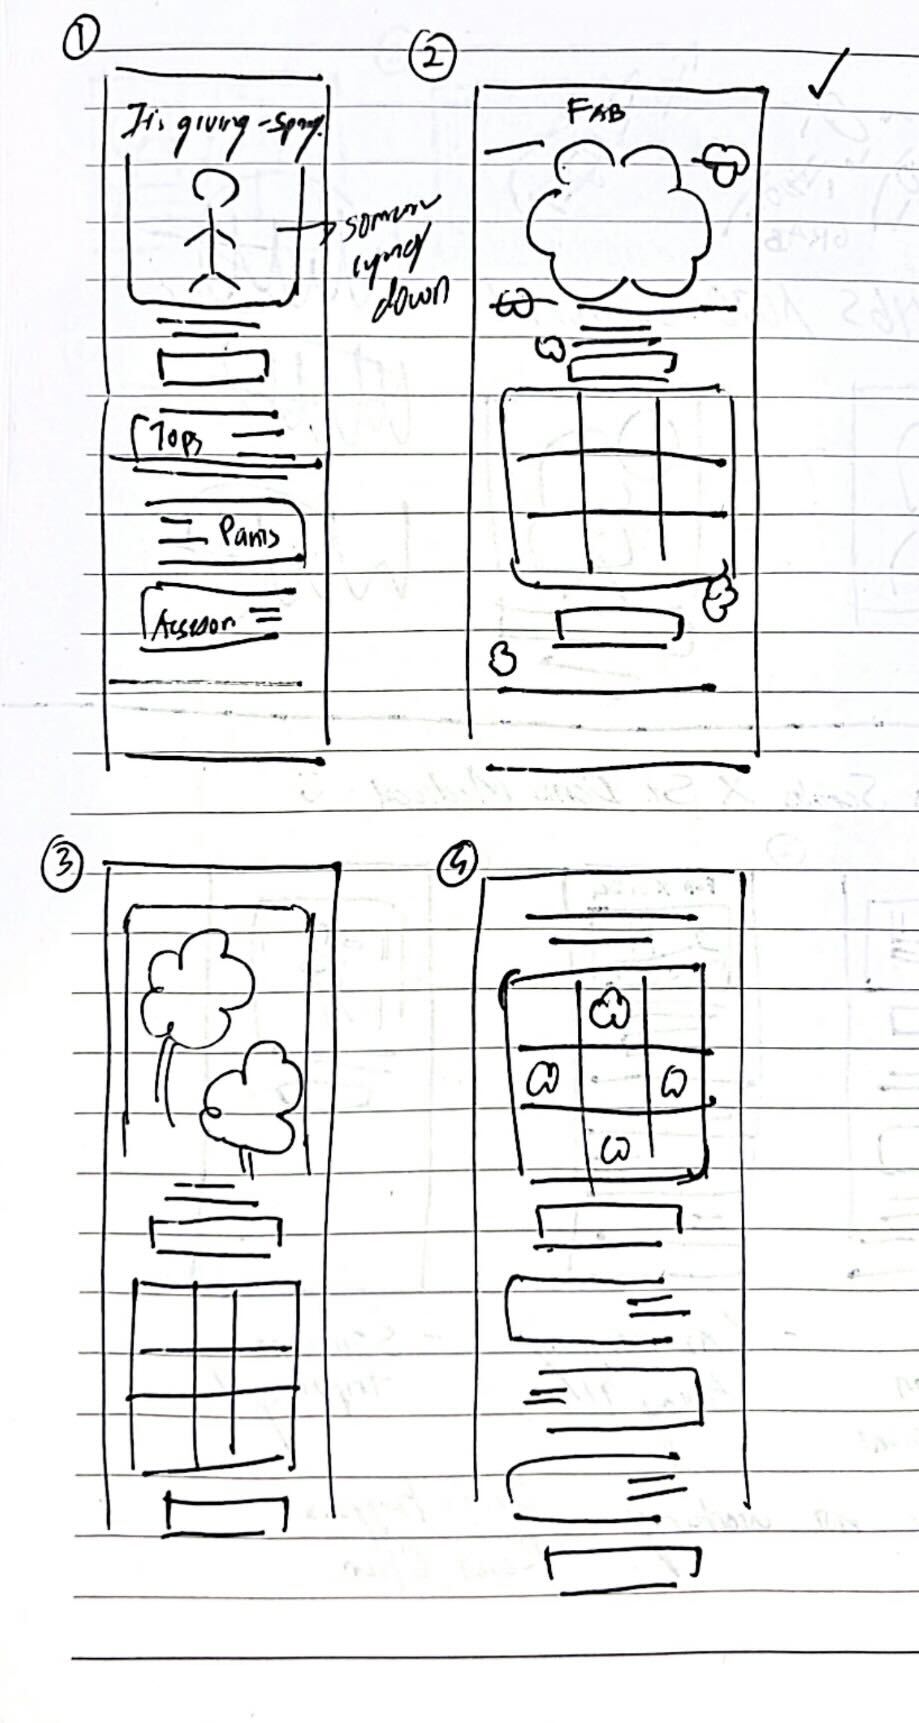 ①
It's giving - spring
someone
lying
down
Tops
Pants
②
FAB
③
④